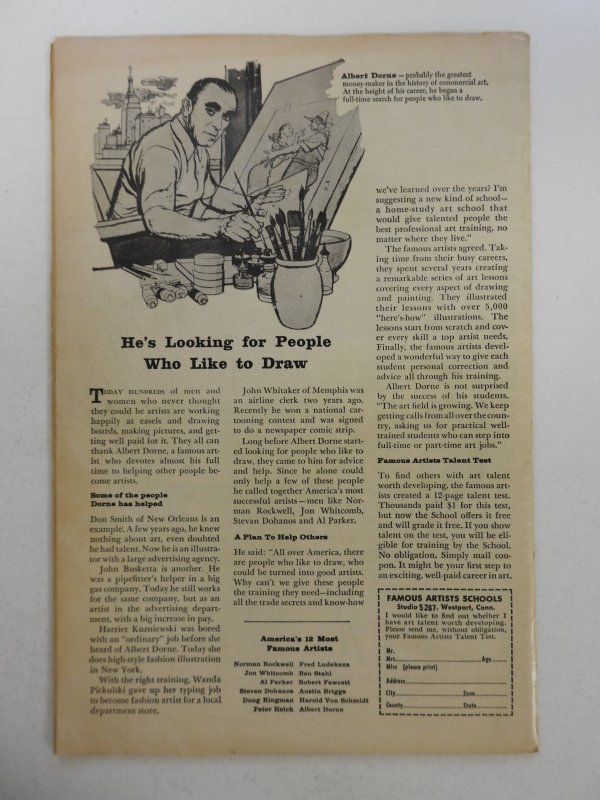 Albert Dorne — probably the greatest
money-maker in the history of commercial art.
At the height of his career, he began a
full-time search for people who like to draw.
He's Looking for People
Who Like to Draw
TODAY HUNDREDS of men and
women who never thought
they could be artists are working
happily at easels and drawing
boards, making pictures, and get-
ting well paid for it. They all can
thank Albert Dorne, a famous art-
ist who devotes almost his full
time to helping other people be-
come artists.
Some of the people
Dorne has helped
Don Smith of New Orleans is an
example. A few years ago, he knew
nothing about art, even doubted
he had talent. Now he is an illustra-
tor with a large advertising agency.
John Busketta is another. He
was a pipefitter's helper in a big
gas company. Today he still works
for the same company, but as an
artist in the advertising depart-
ment, with a big increase in pay.
Harriet Kuzniewski was bored
with an "ordinary" job before she
heard of Albert Dorne. Today she
does high style fashion illustration
in New York.
With the right training, Wanda
Pickulski gave up her typing job
to become fashion artist for a local
department store.
John Whitaker of Memphis was
an airline clerk two years ago.
Recently he won a national car-
tooning contest and was signed
to do a newspaper comic strip.
Long before Albert Dorne start-
ed looking for people who like to
draw, they came to him for advice
and help. Since he alone could
only help a few of these people
he called together America's most
successful artists—men like Nor-
man Rockwell, Jon Whitcomb,
Stevan Dohanos and Al Parker.
A Plan To Help Others
He said: "All over America, there
are people who like to draw, who
could be turned into good artists.
Why can't we give these people
the training they need—including
all the trade secrets and know-how
America's 12 Most
Famous Artists
Norman Rockwell Fred Ludekens
Jon Whitcomb Ben Stahl
Al Parker Robert Fawcett
Stevan Dohanos Austin Briggs
Dong Kingman Harold Von Schmidt
Peter Helck Albert Dorne
we've learned over the years? I'm
suggesting a new kind of school—
a home-study art school that
would give talented people the
best professional art training, no
matter where they live."
The famous artists agreed. Tak-
ing time from their busy careers,
they spent several years creating
a remarkable series of art lessons
covering every aspect of drawing
and painting. They illustrated
their lessons with over 5,000
"here's-how" illustrations. The
lessons start from scratch and cov-
er every skill a top artist needs.
Finally, the famous artists devel-
oped a wonderful way to give each
student personal correction and
advice all through his training.
Albert Dorne is not surprised
by the success of his students.
"The art field is growing. We keep
getting calls from all over the coun-
try, asking us for practical well-
trained students who can step into
full-time or part-time art jobs."
Famous Artists Talent Test
To find others with art talent
worth developing, the famous art-
ists created a 12-page talent test.
Thousands paid $1 for this test,
but now the School offers it free
and will grade it free. If you show
talent on the test, you will be eli-
gible for training by the School.
No obligation. Simply mail cou-
pon. It might be your first step to
an exciting, well-paid career in art.
FAMOUS ARTISTS SCHOOLS
Studio 5267, Westport, Conn.
I would like to find out whether I
have art talent worth developing.
Please send me, without obligation,
your Famous Artists Talent Test.
Mr.
Mrs. Age
Miss (please print)
Address
City Zone
County State